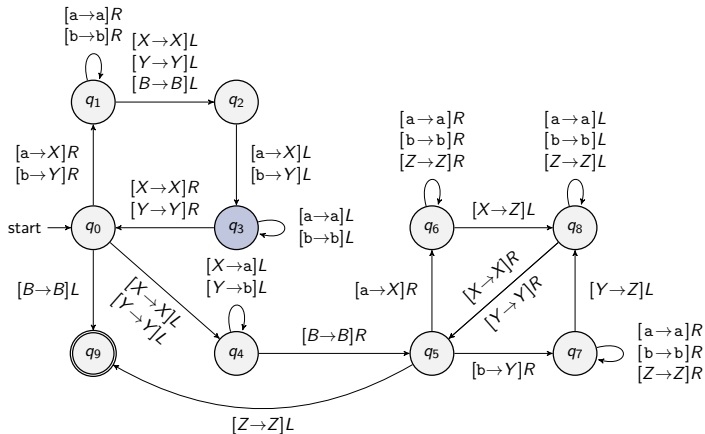 [a→a]R
[b→b]R
[X→X]L
[Y→Y]L
[B→B]L
q1
q2
[a→a]R
[b→b]R
[Z→Z]R
[a→a]L
[b→b]L
[Z→Z]L
[a→X]R
[b→Y]R
[a→X]L
[b→Y]L
[X→X]R
[Y→Y]R
start
q0
q3
[a→a]L
[b→b]L
q6
[X→Z]L
q8
[X→a]L
[Y→b]L
[B→B]L
[X→X]L
[Y→Y]L
[a→X]R
[X→X]R
[Y→Y]R
[Y→Z]L
q9
q4
[B→B]R
q5
[b→Y]R
q7
[a→a]R
[b→b]R
[Z→Z]R
[Z→Z]L